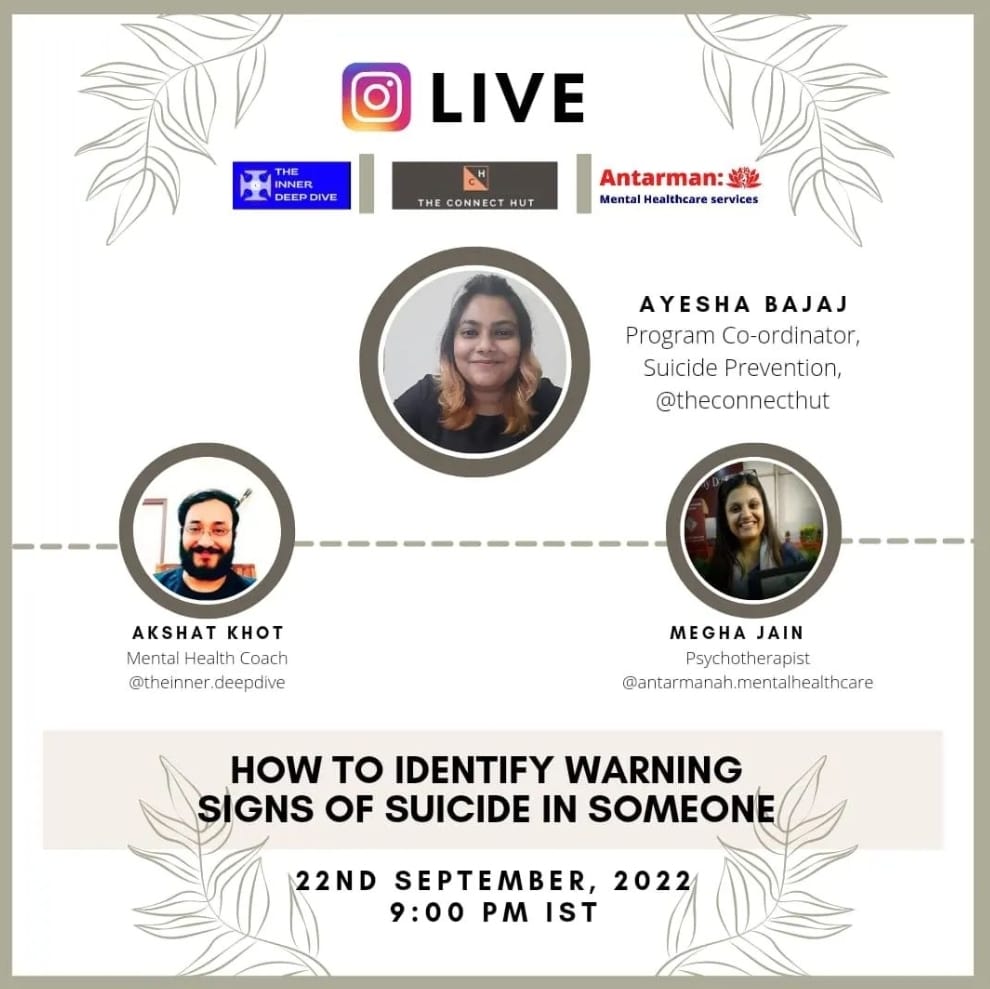 LIVE
THE
INNER
DEEP DIVE
C H
THE CONNECT HUT
Antarman:
Mental Healthcare services
AYESHA BAJAJ
Program Co-ordinator,
Suicide Prevention,
@theconnecthut
AKSHAT KHOT
Mental Health Coach
@theinner.deepdive
MEGHA JAIN
Psychotherapist
@antarmanah.mentalhealthcare
HOW TO IDENTIFY WARNING
SIGNS OF SUICIDE IN SOMEONE
22ND SEPTEMBER, 2022
9:00 PM IST